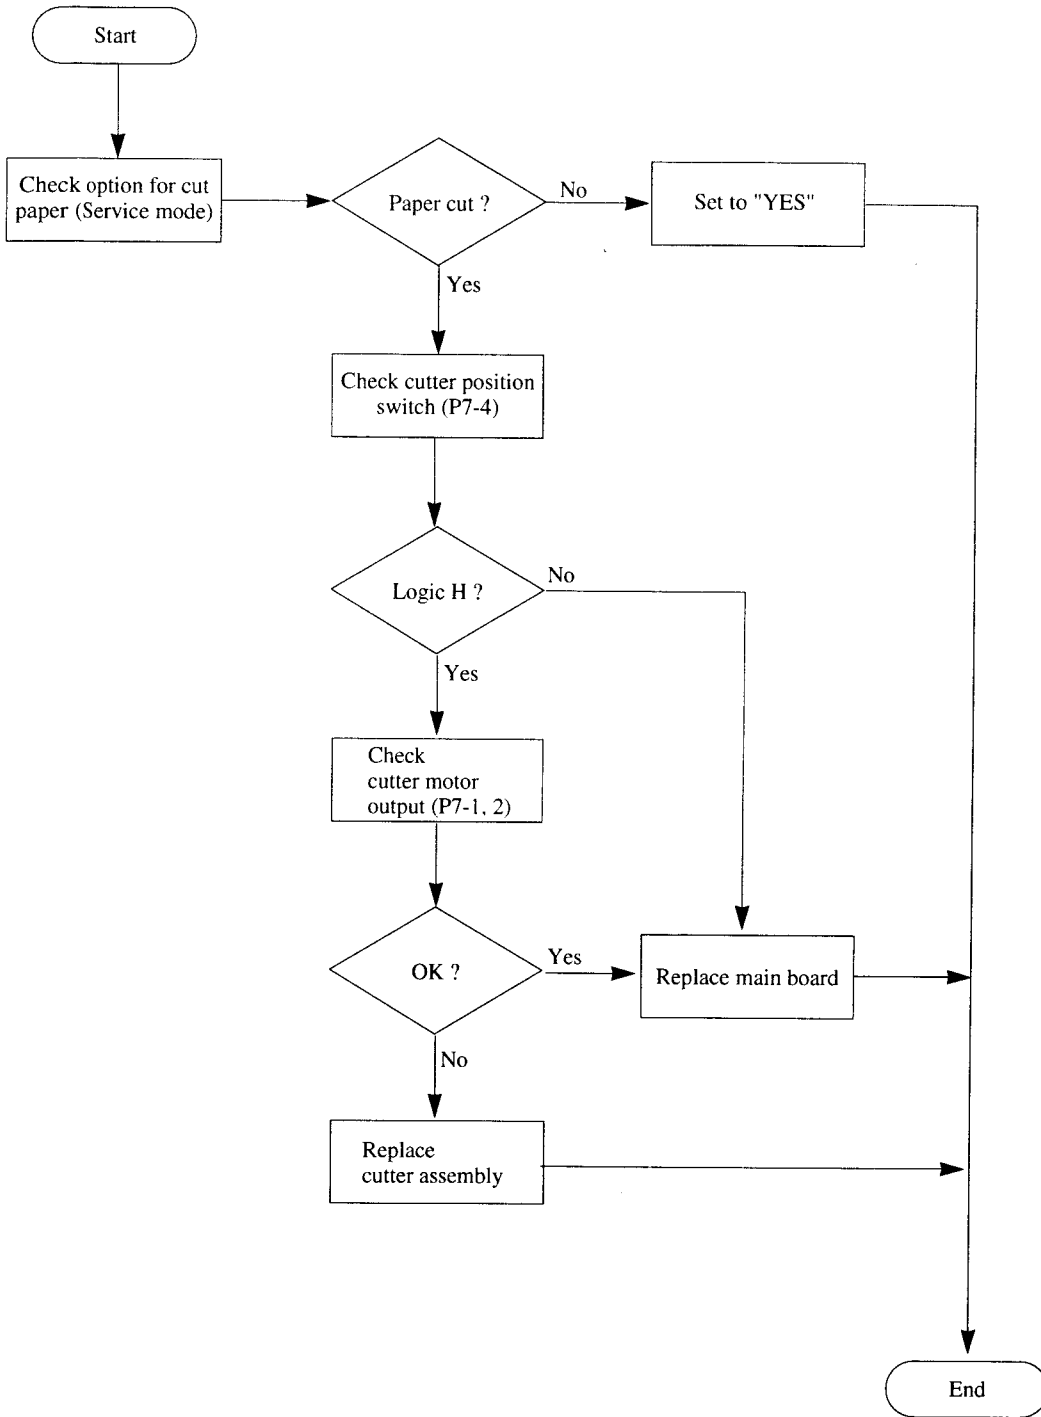 Start
Check option for cut
paper (Service mode)
Paper cut ?
No
Set to "YES"
Yes
Check cutter position
switch (P7-4)
Logic H ?
No
Yes
Check
cutter motor
output (P7-1, 2)
OK ?
Yes
Replace main board
No
Replace
cutter assembly
End